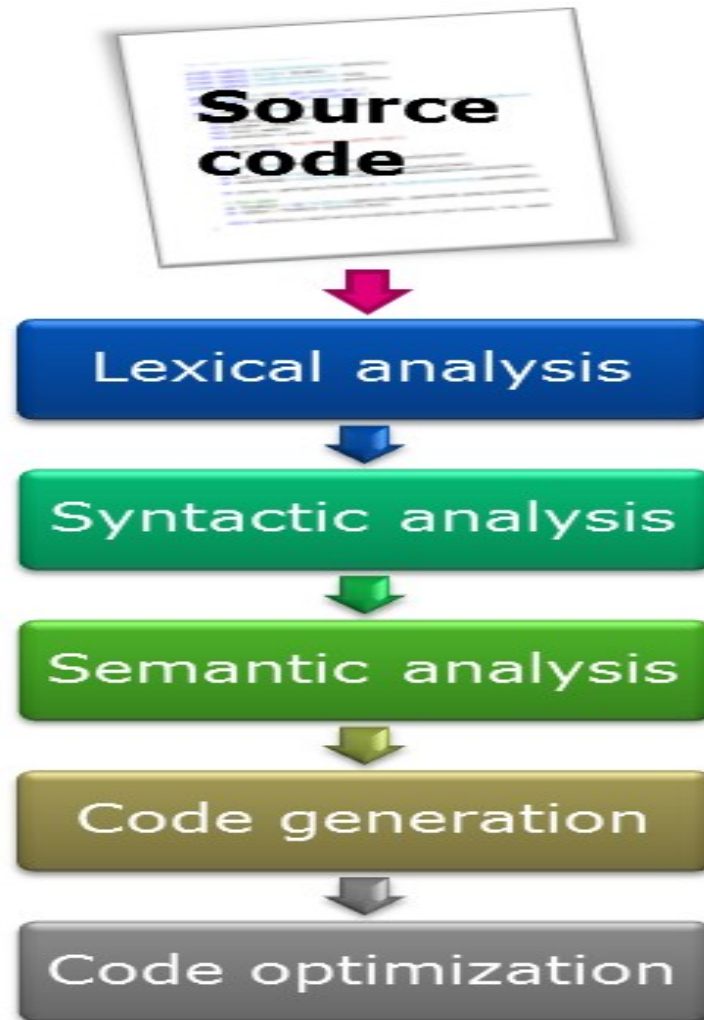 Source
code
Lexical analysis
Syntactic analysis
Semantic analysis
Code generation
Code optimization